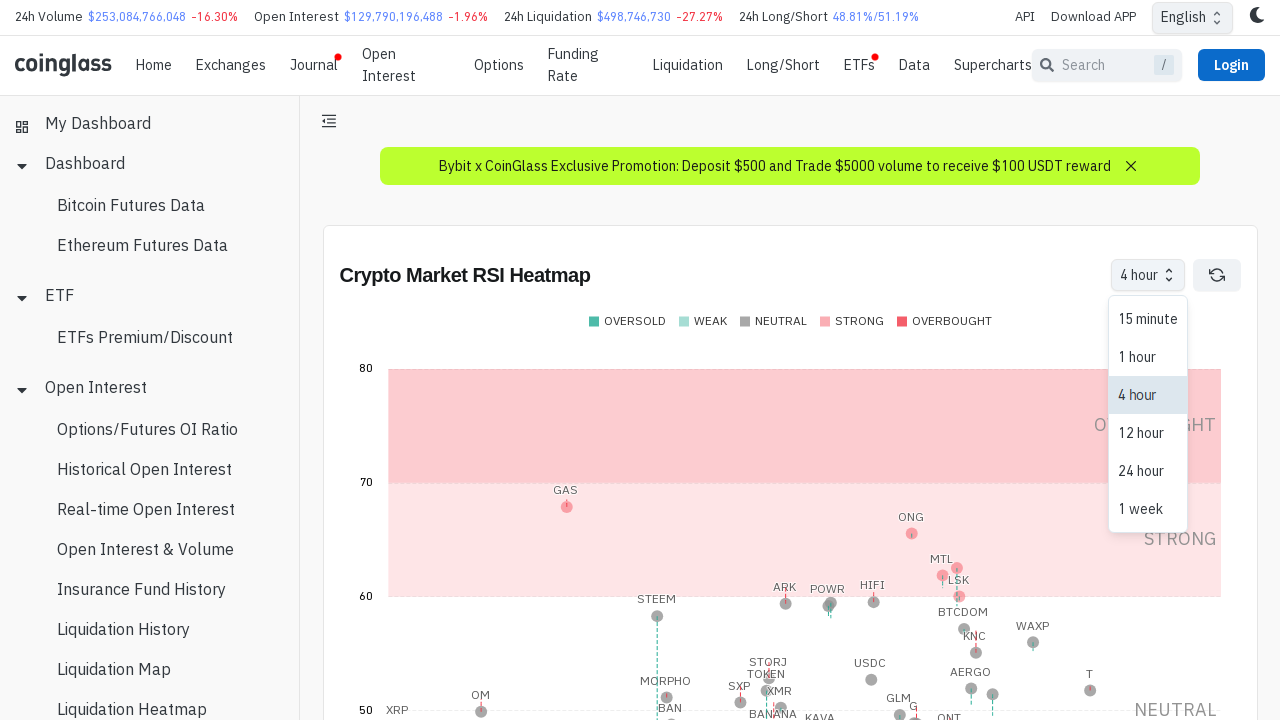 24h Volume $253,084,766,048 -16.30% Open Interest $129,790,196,488 -1.96% 24h Liquidation $498,746,730 -27.27% 24h Long/Short 48.81%/51.19% API Download APP English
coinglass Home Exchanges Journal Open Interest Options Funding Rate Liquidation Long/Short ETFs Data Supercharts Search / Login
My Dashboard
Dashboard
Bitcoin Futures Data
Ethereum Futures Data
ETF
ETFs Premium/Discount
Open Interest
Options/Futures OI Ratio
Historical Open Interest
Real-time Open Interest
Open Interest & Volume
Insurance Fund History
Liquidation History
Liquidation Map
Liquidation Heatmap
Bybit x CoinGlass Exclusive Promotion: Deposit $500 and Trade $5000 volume to receive $100 USDT reward
Crypto Market RSI Heatmap
4 hour
15 minute
1 hour
4 hour
12 hour
24 hour
1 week
OVERSOLD WEAK NEUTRAL STRONG OVERBOUGHT
80
70
GAS
ONG
STRONG
MTL
LSK
ARK POWR HIFI
60
STEEM
BTCDOM
WAXP
KNC
STORJ USDC
TOKEN AERGO T
MORPHO SXP XMR
OM GLM
50 XRP BAN BANANA KAVA G ONT NEUTRAL